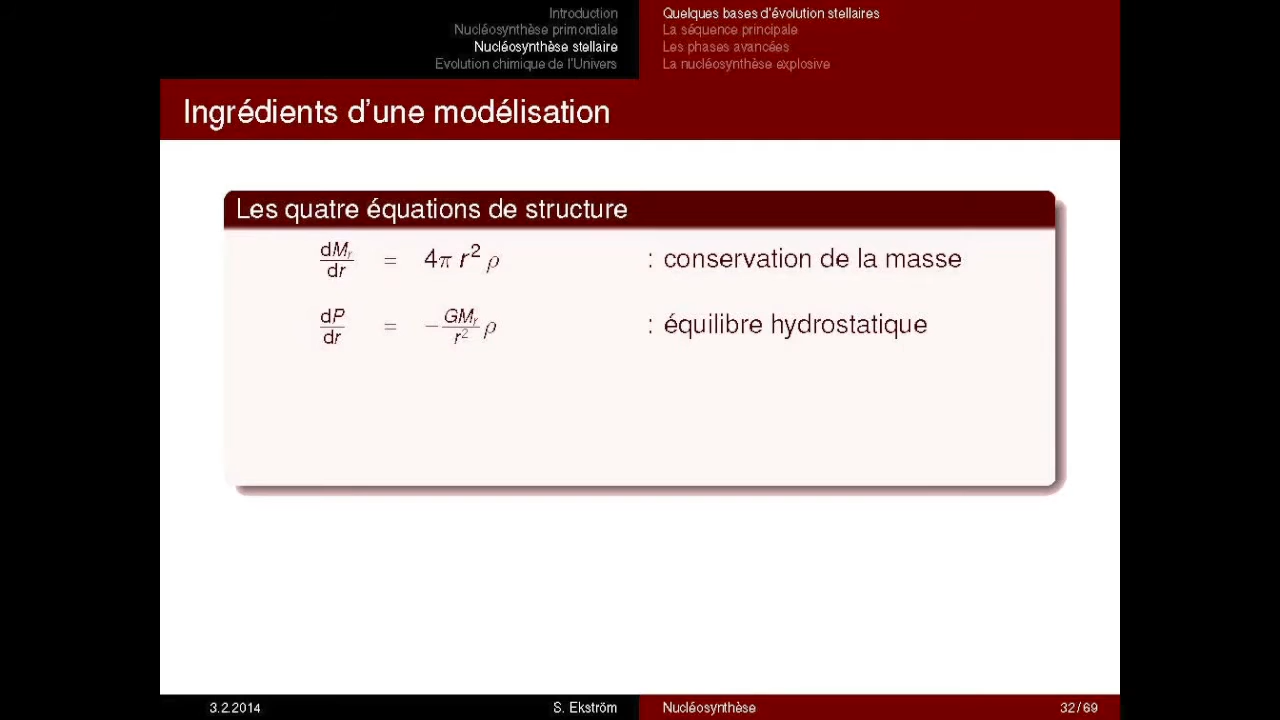 Introduction
Nucléosynthèse primordiale
Nucléosynthèse stellaire
Evolution chimique de l'Univers
Quelques bases d'évolution stellaires
La séquence principale
Les phases avancées
La nucléosynthèse explosive
Ingrédients d'une modélisation
Les quatre équations de structure
dM_r/dr = 4π r² ρ : conservation de la masse
dP/dr = −GM_r/r² ρ : équilibre hydrostatique
3.2.2014 S. Ekström Nucléosynthèse 32/69